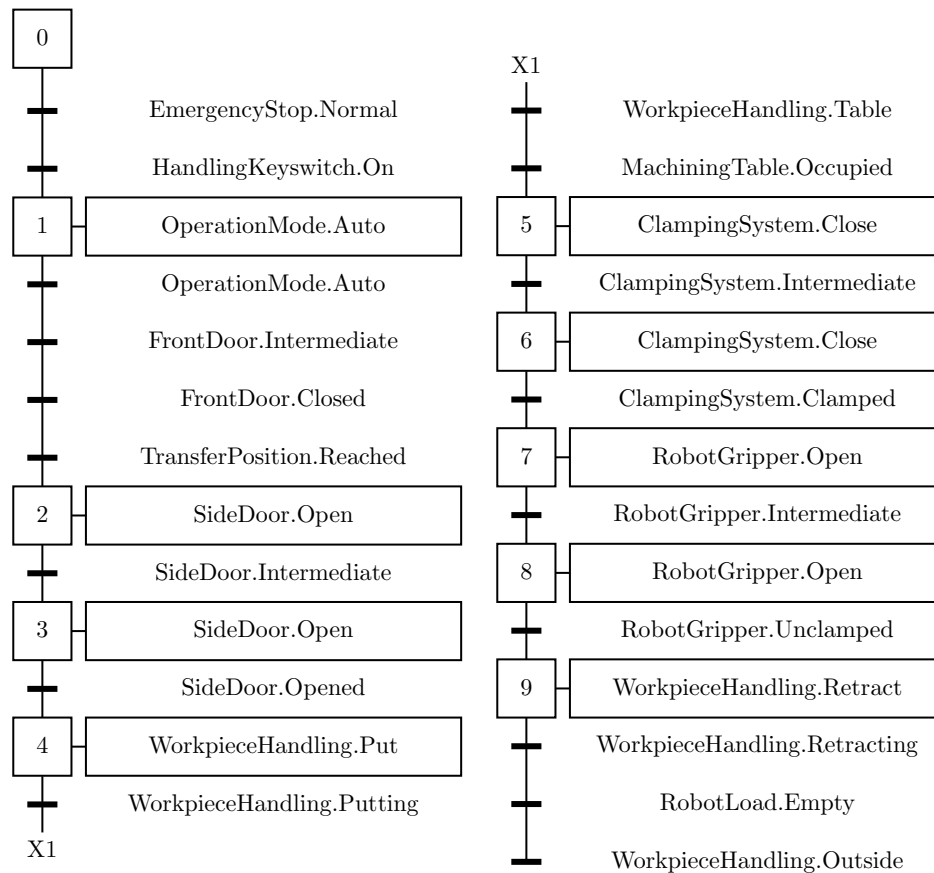 0
EmergencyStop.Normal
HandlingKeyswitch.On
1 OperationMode.Auto
OperationMode.Auto
FrontDoor.Intermediate
FrontDoor.Closed
TransferPosition.Reached
2 SideDoor.Open
SideDoor.Intermediate
3 SideDoor.Open
SideDoor.Opened
4 WorkpieceHandling.Put
WorkpieceHandling.Putting
X1
X1
WorkpieceHandling.Table
MachiningTable.Occupied
5 ClampingSystem.Close
ClampingSystem.Intermediate
6 ClampingSystem.Close
ClampingSystem.Clamped
7 RobotGripper.Open
RobotGripper.Intermediate
8 RobotGripper.Open
RobotGripper.Unclamped
9 WorkpieceHandling.Retract
WorkpieceHandling.Retracting
RobotLoad.Empty
WorkpieceHandling.Outside